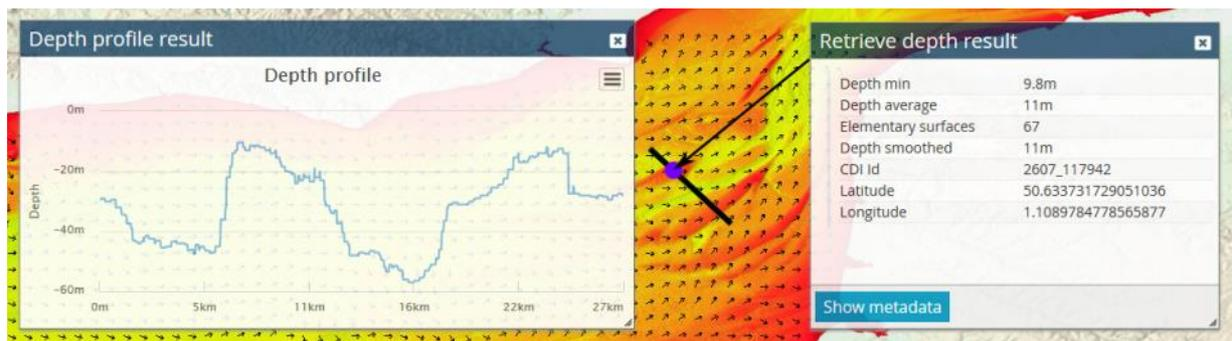 Depth profile result
Depth profile
0m
−20m
−40m
−60m
Depth
0m 5km 11km 16km 22km 27km
Retrieve depth result
Depth min 9.8m
Depth average 11m
Elementary surfaces 67
Depth smoothed 11m
CDI Id 2607_117942
Latitude 50.633731729051036
Longitude 1.1089784778565877
Show metadata